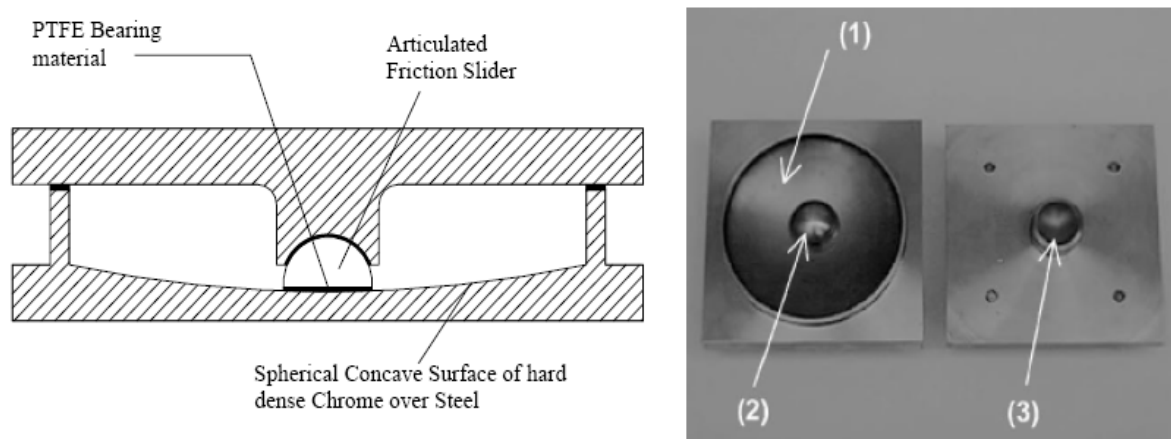 PTFE Bearing
material
Articulated
Friction Slider
Spherical Concave Surface of hard
dense Chrome over Steel
(1)
(2)
(3)